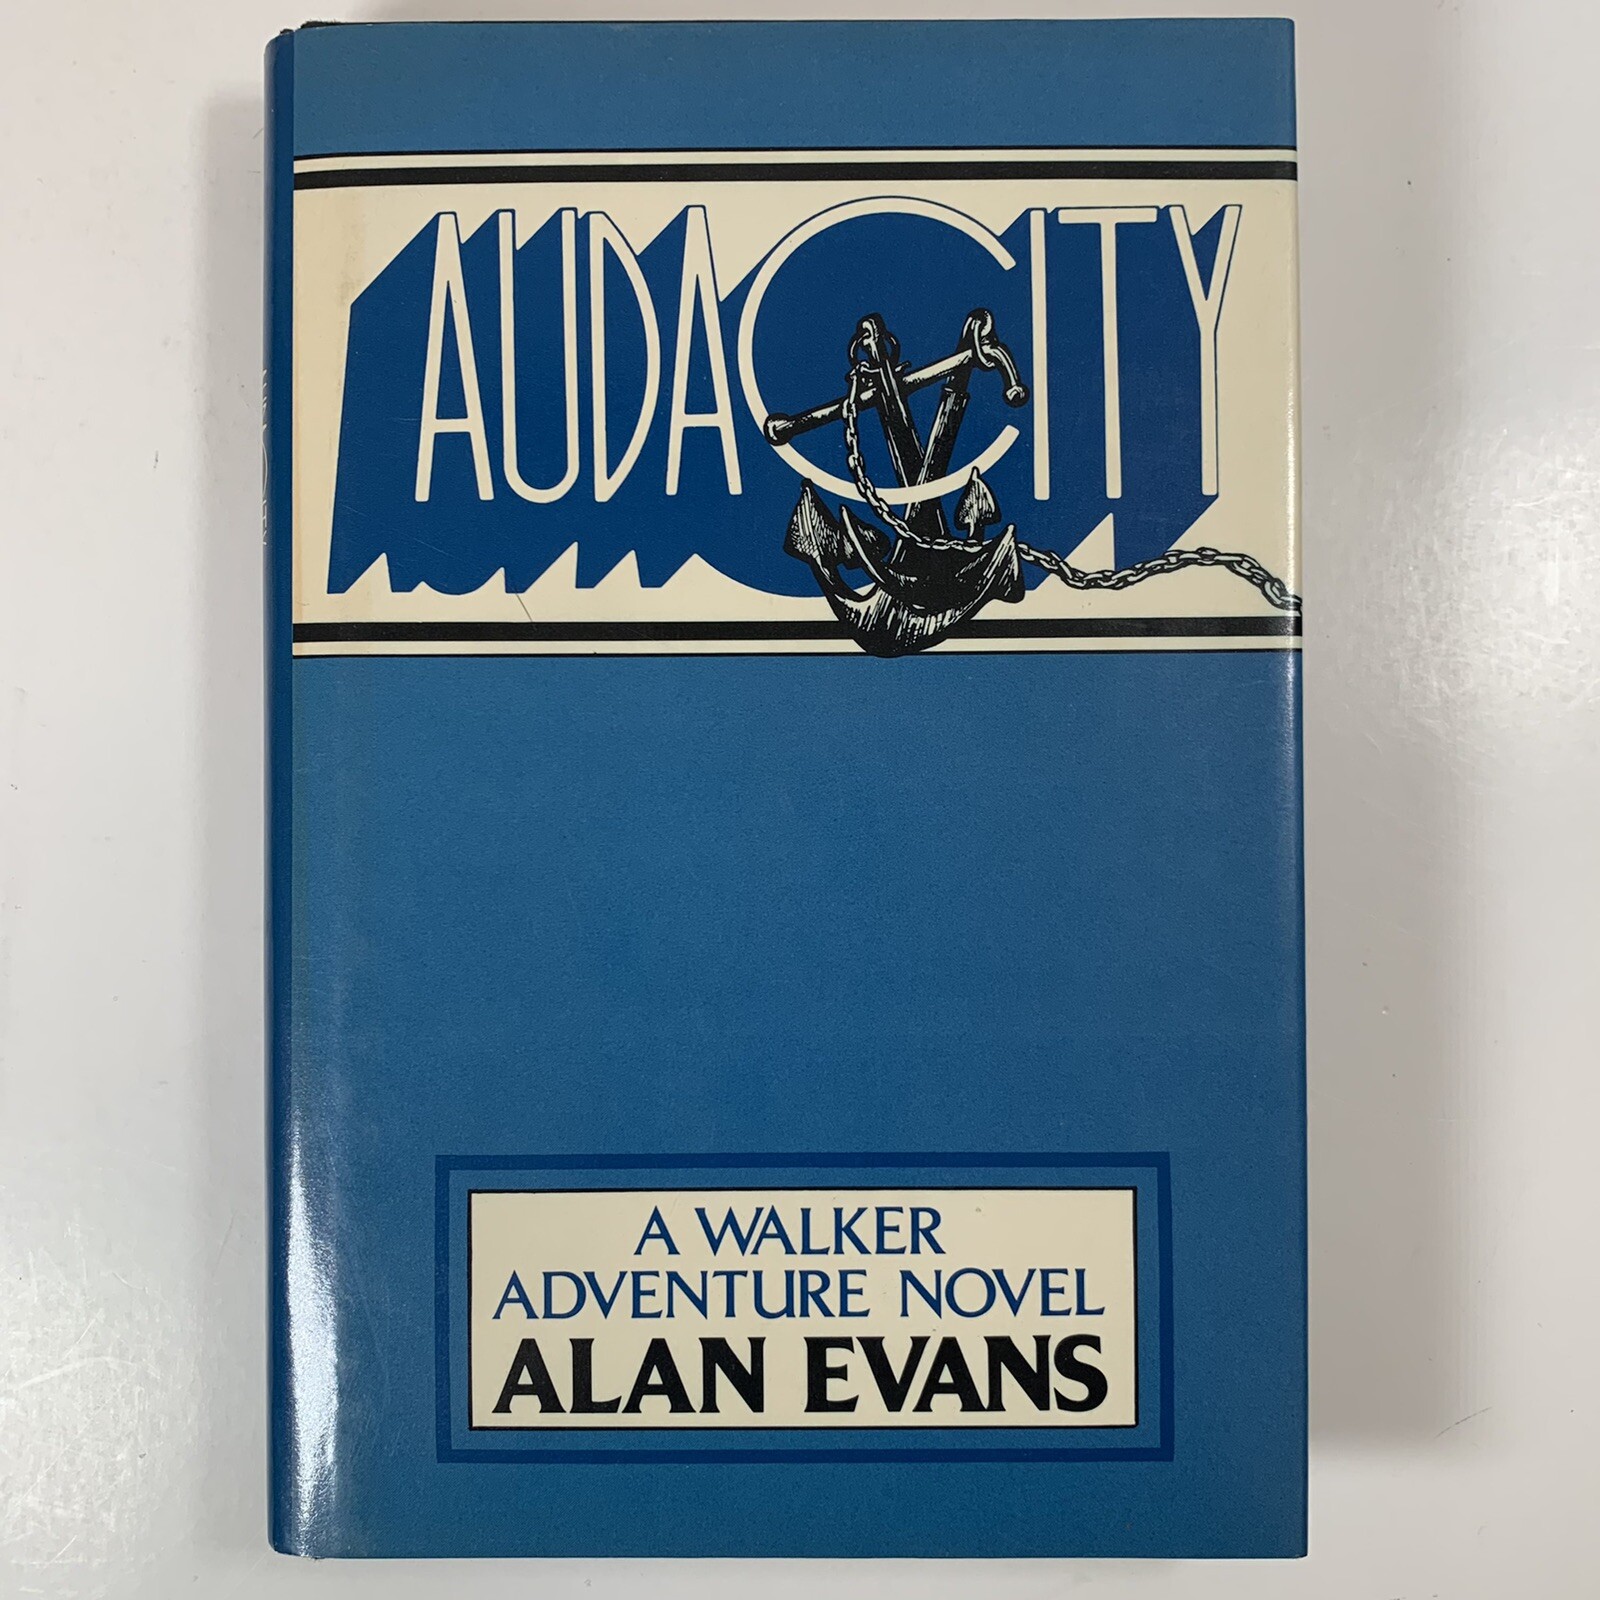 AUDACITY
A WALKER
ADVENTURE NOVEL
ALAN EVANS